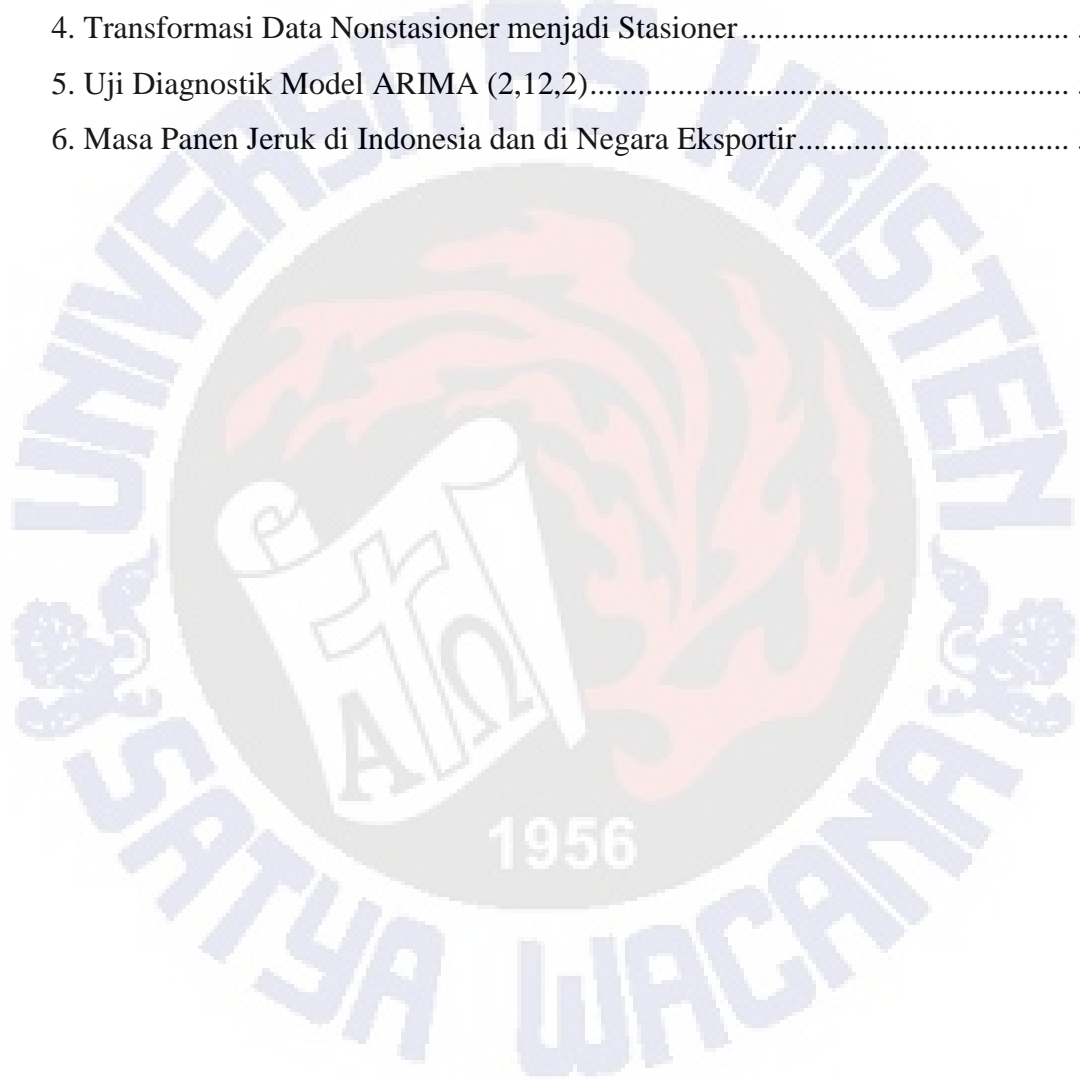 4. Transformasi Data Nonstasioner menjadi Stasioner........................................ .
5. Uji Diagnostik Model ARIMA (2,12,2)............................................................ .
6. Masa Panen Jeruk di Indonesia dan di Negara Eksportir.................................. .
UNIVERSITAS KRISTEN
ΑΩ
1956
SATYA WACANA